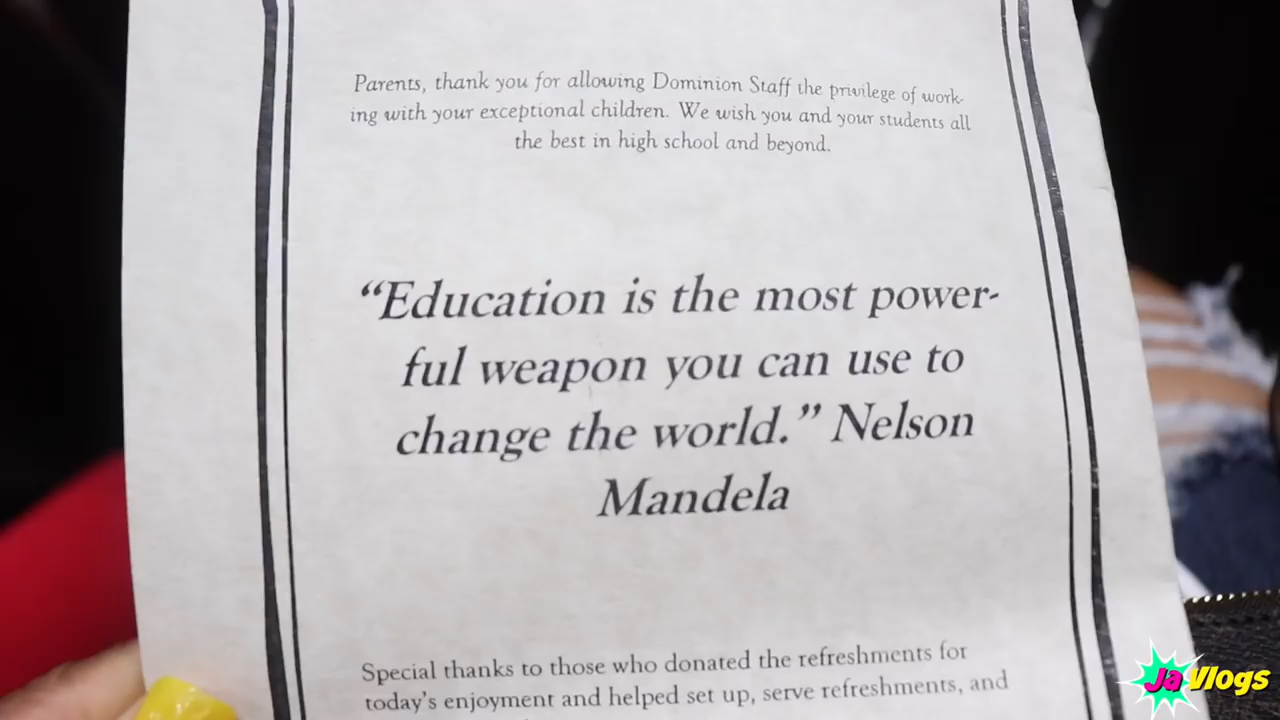 Parents, thank you for allowing Dominion Staff the privilege of work-
ing with your exceptional children. We wish you and your students all
the best in high school and beyond.
“Education is the most power-
ful weapon you can use to
change the world.” Nelson
Mandela
Special thanks to those who donated the refreshments for
today's enjoyment and helped set up, serve refreshments, and
Ja Vlogs